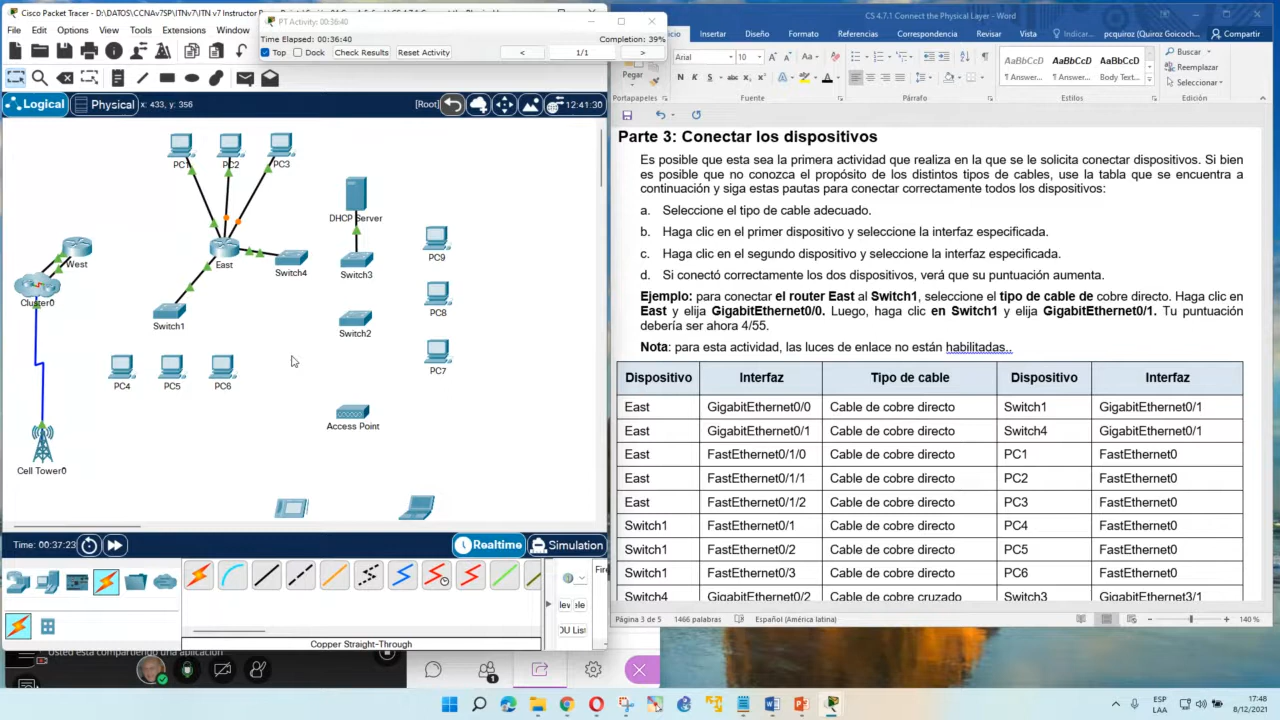 Cisco Packet Tracer
File Edit Options View Tools Extensions Window
PT Activity: 00:36:40
Time Elapsed: 00:36:40 Completion: 39%
Top Dock Check Results Reset Activity < 1/1 >
Logical Physical x: 433, y: 356 [Root] 12:41:30
PC1 PC2 PC3
DHCP Server
West East Switch4 Switch3 PC9
Cluster0
Switch1 Switch2 PC8
PC4 PC5 PC6 PC7
Access Point
Cell Tower0
Time: 00:37:23 Realtime Simulation
Copper Straight-Through
Usted está compartiendo una aplicación
CS 4.7.1 Connect the Physical Layer - Word
pcquiroz (Quiroz Goicoch...
Insertar Diseño Formato Referencias Correspondencia Revisar Vista Indicar... Compartir
Pegar
Arial 10
AaBbCcD AaBbCcD AaBbCc
¶ Answer... ¶ Answer... Body Text...
Buscar
Reemplazar
Seleccionar
Portapapeles Fuente Párrafo Estilos Edición
Parte 3: Conectar los dispositivos
Es posible que esta sea la primera actividad que realiza en la que se le solicita conectar dispositivos. Si bien
es posible que no conozca el propósito de los distintos tipos de cables, use la tabla que se encuentra a
continuación y siga estas pautas para conectar correctamente todos los dispositivos:
a. Seleccione el tipo de cable adecuado.
b. Haga clic en el primer dispositivo y seleccione la interfaz especificada.
c. Haga clic en el segundo dispositivo y seleccione la interfaz especificada.
d. Si conectó correctamente los dos dispositivos, verá que su puntuación aumenta.
Ejemplo: para conectar el router East al Switch1, seleccione el tipo de cable de cobre directo. Haga clic en
East y elija GigabitEthernet0/0. Luego, haga clic en Switch1 y elija GigabitEthernet0/1. Tu puntuación
debería ser ahora 4/55.
Nota: para esta actividad, las luces de enlace no están habilitadas..
Dispositivo Interfaz Tipo de cable Dispositivo Interfaz
East GigabitEthernet0/0 Cable de cobre directo Switch1 GigabitEthernet0/1
East GigabitEthernet0/1 Cable de cobre directo Switch4 GigabitEthernet0/1
East FastEthernet0/1/0 Cable de cobre directo PC1 FastEthernet0
East FastEthernet0/1/1 Cable de cobre directo PC2 FastEthernet0
East FastEthernet0/1/2 Cable de cobre directo PC3 FastEthernet0
Switch1 FastEthernet0/1 Cable de cobre directo PC4 FastEthernet0
Switch1 FastEthernet0/2 Cable de cobre directo PC5 FastEthernet0
Switch1 FastEthernet0/3 Cable de cobre directo PC6 FastEthernet0
Switch4 GigabitEthernet0/2 Cable de cobre cruzado Switch3 GigabitEthernet3/1
Página 3 de 5 1466 palabras Español (América latina) 140 %
ESP
LAA
17:48
8/12/2021